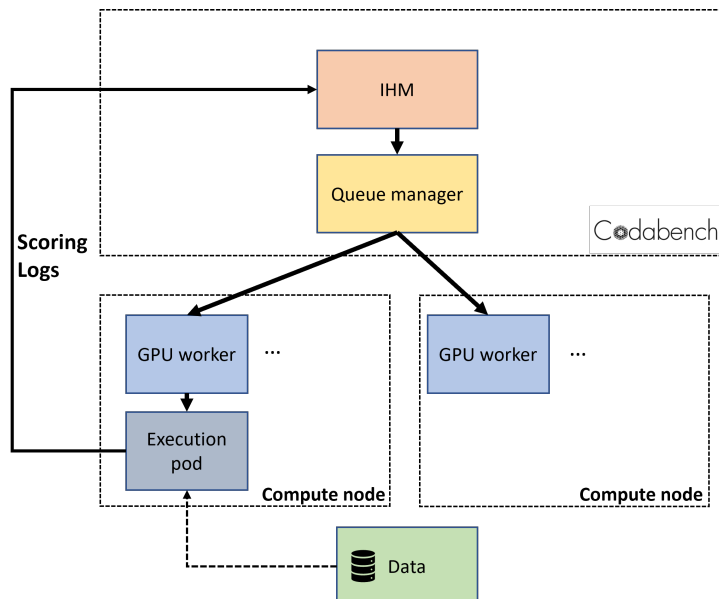 IHM
Queue manager
Codabench
Scoring
Logs
GPU worker
...
GPU worker
...
Execution
pod
Compute node
Compute node
Data